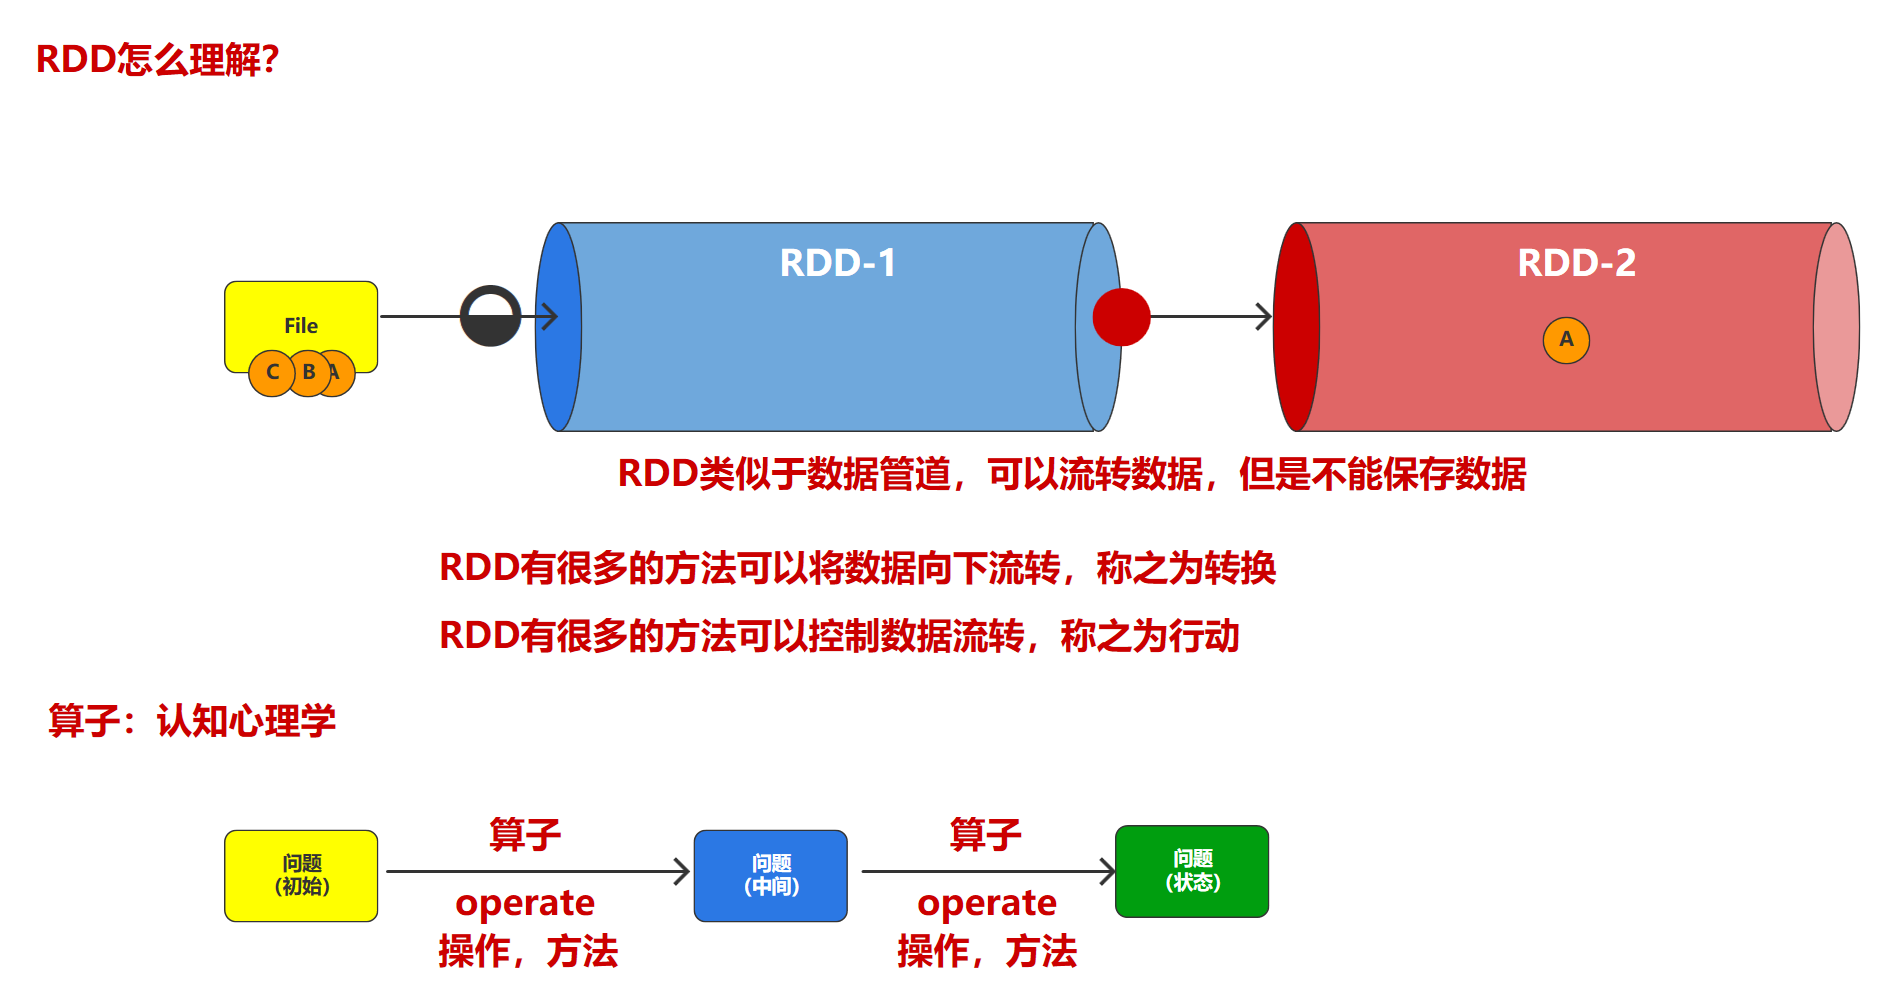 RDD怎么理解？
RDD-1
RDD-2
File
C B A
A
RDD类似于数据管道，可以流转数据，但是不能保存数据
RDD有很多的方法可以将数据向下流转，称之为转换
RDD有很多的方法可以控制数据流转，称之为行动
算子：认知心理学
算子
算子
问题
(初始)
问题
(中间)
问题
(状态)
operate
operate
操作，方法
操作，方法